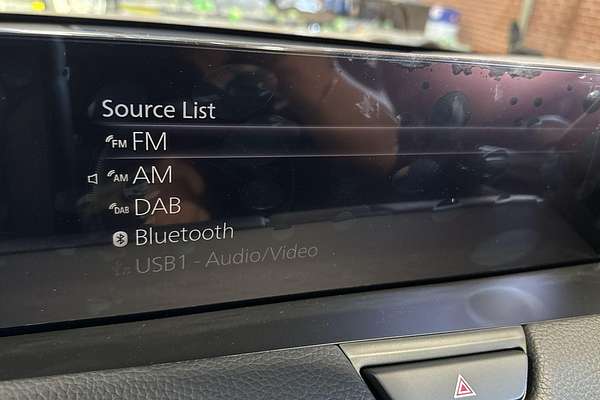 Source List
FM FM
AM AM
DAB DAB
Bluetooth
USB1 - Audio/Video